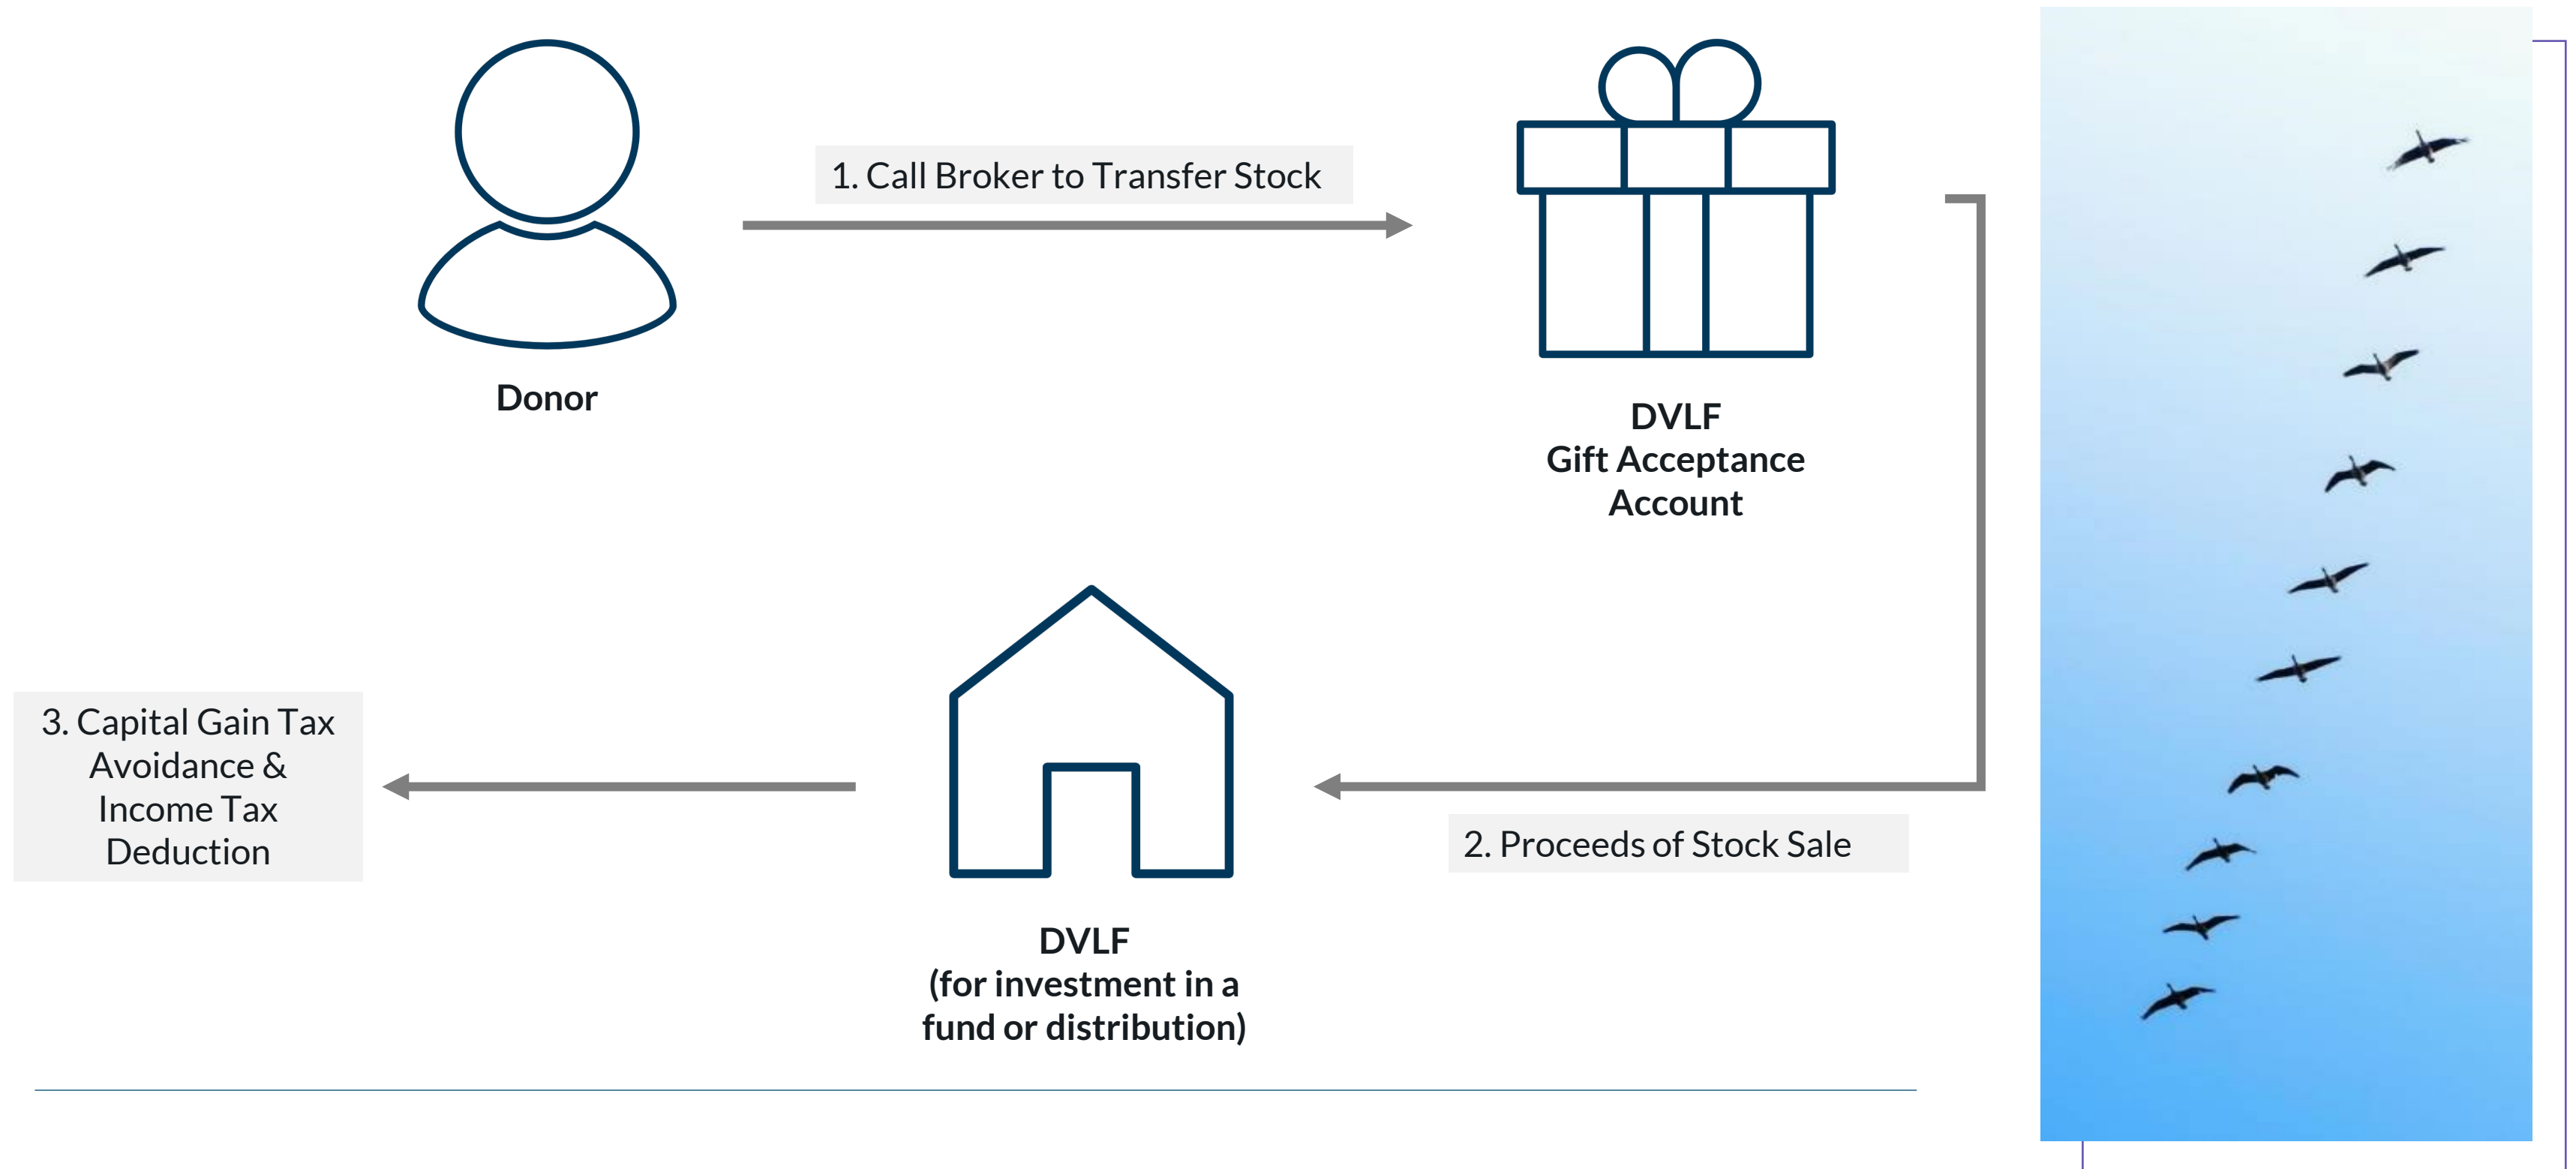 1. Call Broker to Transfer Stock
Donor
DVLF
Gift Acceptance
Account
3. Capital Gain Tax
Avoidance &
Income Tax
Deduction
2. Proceeds of Stock Sale
DVLF
(for investment in a
fund or distribution)